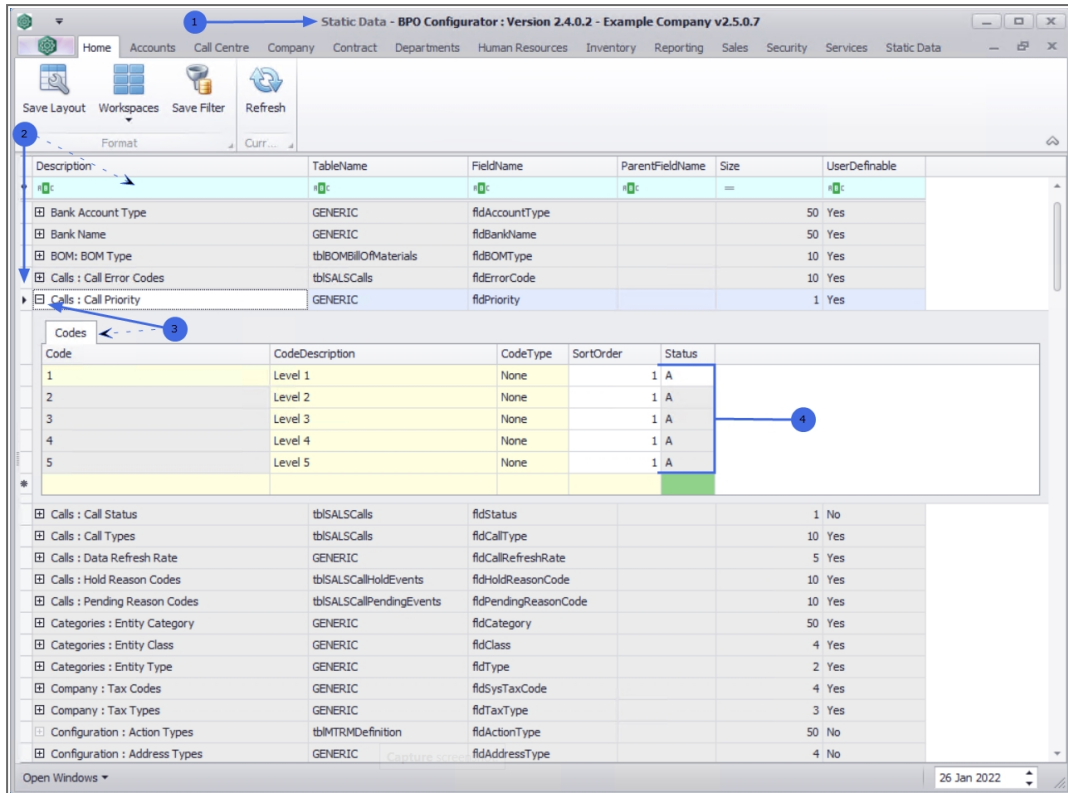 1
Static Data - BPO Configurator : Version 2.4.0.2 - Example Company v2.5.0.7
Home Accounts Call Centre Company Contract Departments Human Resources Inventory Reporting Sales Security Services Static Data
Save Layout Workspaces Save Filter Refresh
2
Format Curr...
Description TableName FieldName ParentFieldName Size UserDefinable
ABC ABC ABC ABC = ABC
Bank Account Type GENERIC fldAccountType 50 Yes
Bank Name GENERIC fldBankName 50 Yes
BOM: BOM Type tblBOMBillOfMaterials fldBOMType 10 Yes
Calls : Call Error Codes tblSALSCalls fldErrorCode 10 Yes
Calls : Call Priority GENERIC fldPriority 1 Yes
Codes 3
Code CodeDescription CodeType SortOrder Status
1 Level 1 None 1 A
2 Level 2 None 1 A
3 Level 3 None 1 A 4
4 Level 4 None 1 A
5 Level 5 None 1 A
Calls : Call Status tblSALSCalls fldStatus 1 No
Calls : Call Types tblSALSCalls fldCallType 10 Yes
Calls : Data Refresh Rate GENERIC fldCallRefreshRate 5 Yes
Calls : Hold Reason Codes tblSALSCallHoldEvents fldHoldReasonCode 10 Yes
Calls : Pending Reason Codes tblSALSCallPendingEvents fldPendingReasonCode 10 Yes
Categories : Entity Category GENERIC fldCategory 50 Yes
Categories : Entity Class GENERIC fldClass 4 Yes
Categories : Entity Type GENERIC fldType 2 Yes
Company : Tax Codes GENERIC fldSysTaxCode 4 Yes
Company : Tax Types GENERIC fldTaxType 3 Yes
Configuration : Action Types tblMTRMDefinition fldActionType 50 No
Configuration : Address Types GENERIC fldAddressType 4 No
Capture scree
Open Windows 26 Jan 2022